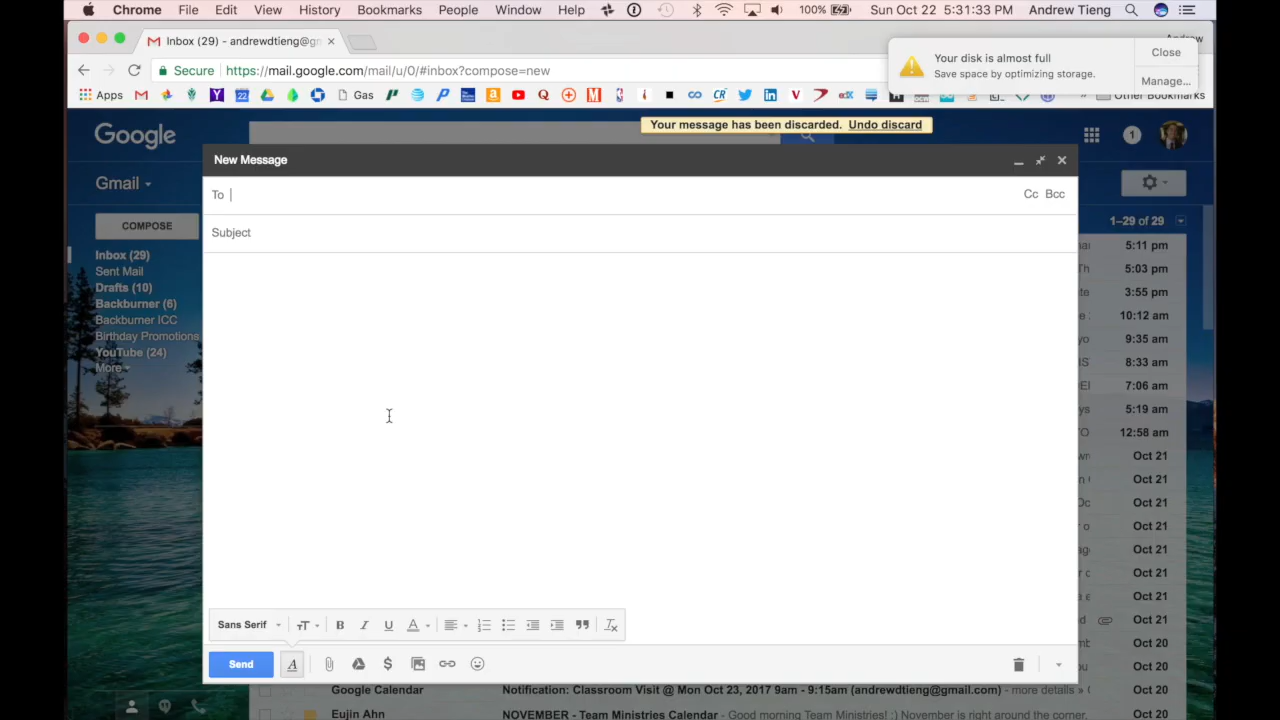 Chrome File Edit View History Bookmarks People Window Help 100% Sun Oct 22 5:31:33 PM Andrew Tieng
Inbox (29) - andrewdtieng@gm
Andrew
Secure https://mail.google.com/mail/u/0/#inbox?compose=new
Your disk is almost full
Save space by optimizing storage.
Close
Manage...
Apps Gas Other Bookmarks
Your message has been discarded. Undo discard
Google 1
New Message
Gmail
To Cc Bcc
COMPOSE 1–29 of 29
Subject
Inbox (29) 5:11 pm
Sent Mail 5:03 pm
Drafts (10) 3:55 pm
Backburner (6) 10:12 am
Backburner ICC 9:35 am
Birthday Promotions
YouTube (24) 8:33 am
More 7:06 am
5:19 am
12:58 am
Oct 21
Oct 21
Oct 21
Oct 21
Oct 21
Oct 21
Oct 21
Oct 21
Sans Serif
Oct 20
Send
Oct 20
Google Calendar Notification: Classroom Visit @ Mon Oct 23, 2017 9am - 9:15am (andrewdtieng@gmail.com) - more details » Oct 20
Eujin Ahn NOVEMBER - Team Ministries Calendar - Good morning Team Ministries! :) November is right around the corner. Oct 20